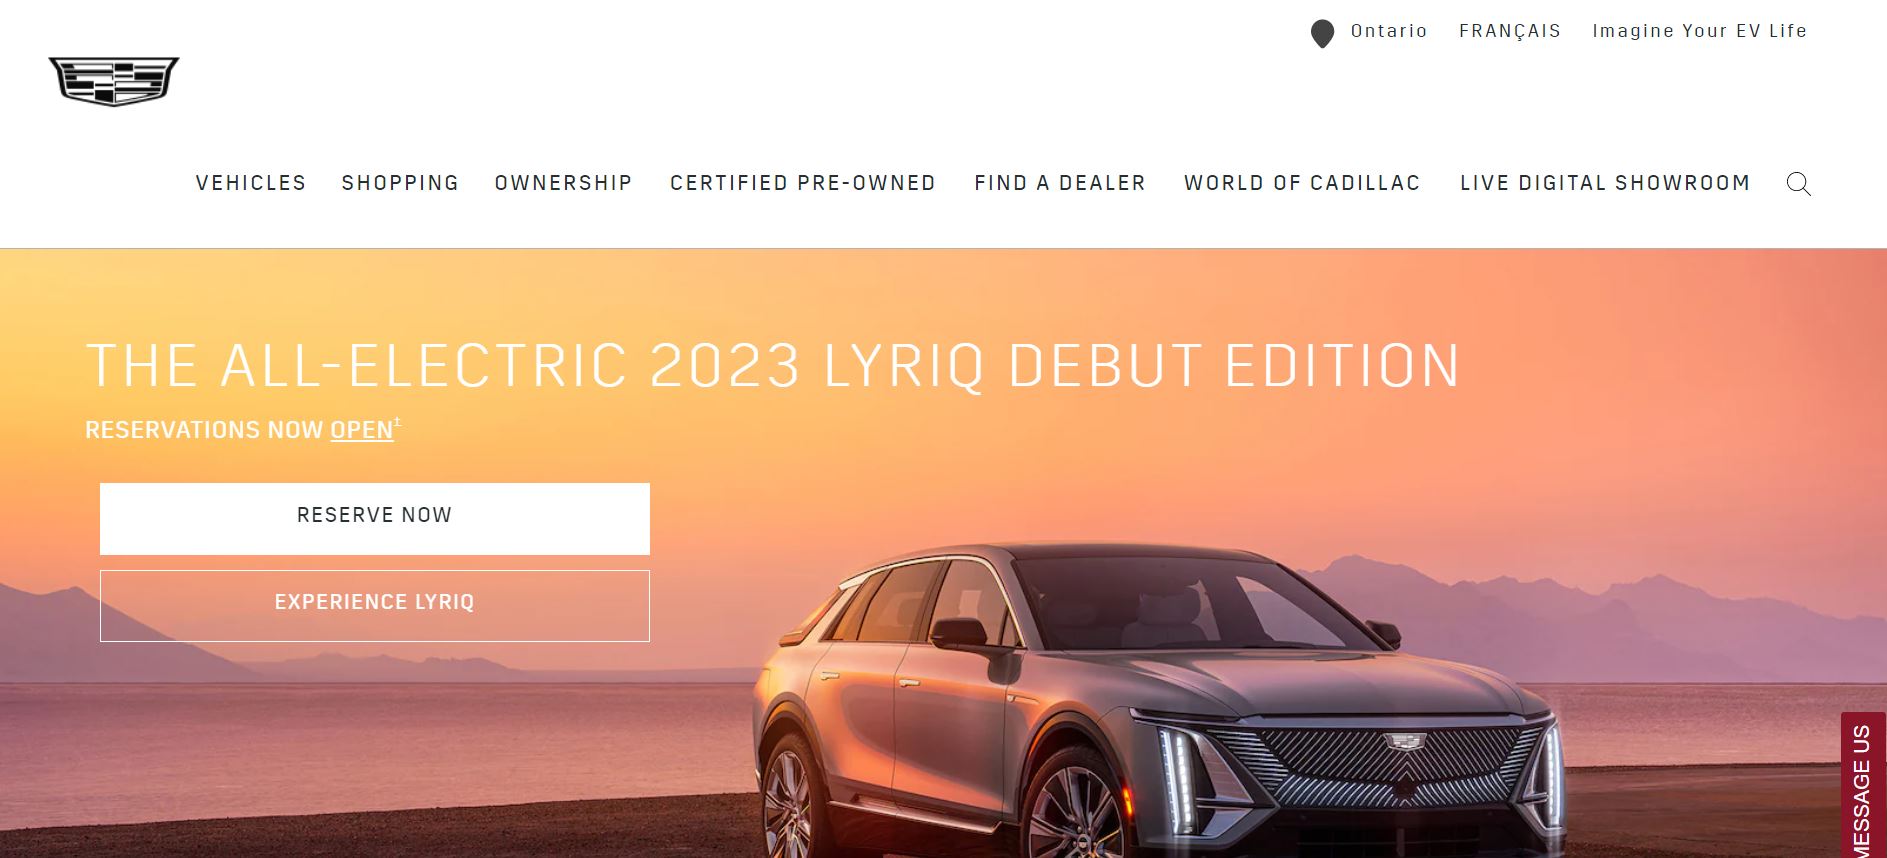 Ontario FRANÇAIS Imagine Your EV Life
VEHICLES SHOPPING OWNERSHIP CERTIFIED PRE-OWNED FIND A DEALER WORLD OF CADILLAC LIVE DIGITAL SHOWROOM
THE ALL-ELECTRIC 2023 LYRIQ DEBUT EDITION
RESERVATIONS NOW OPEN±
RESERVE NOW
EXPERIENCE LYRIQ
MESSAGE US